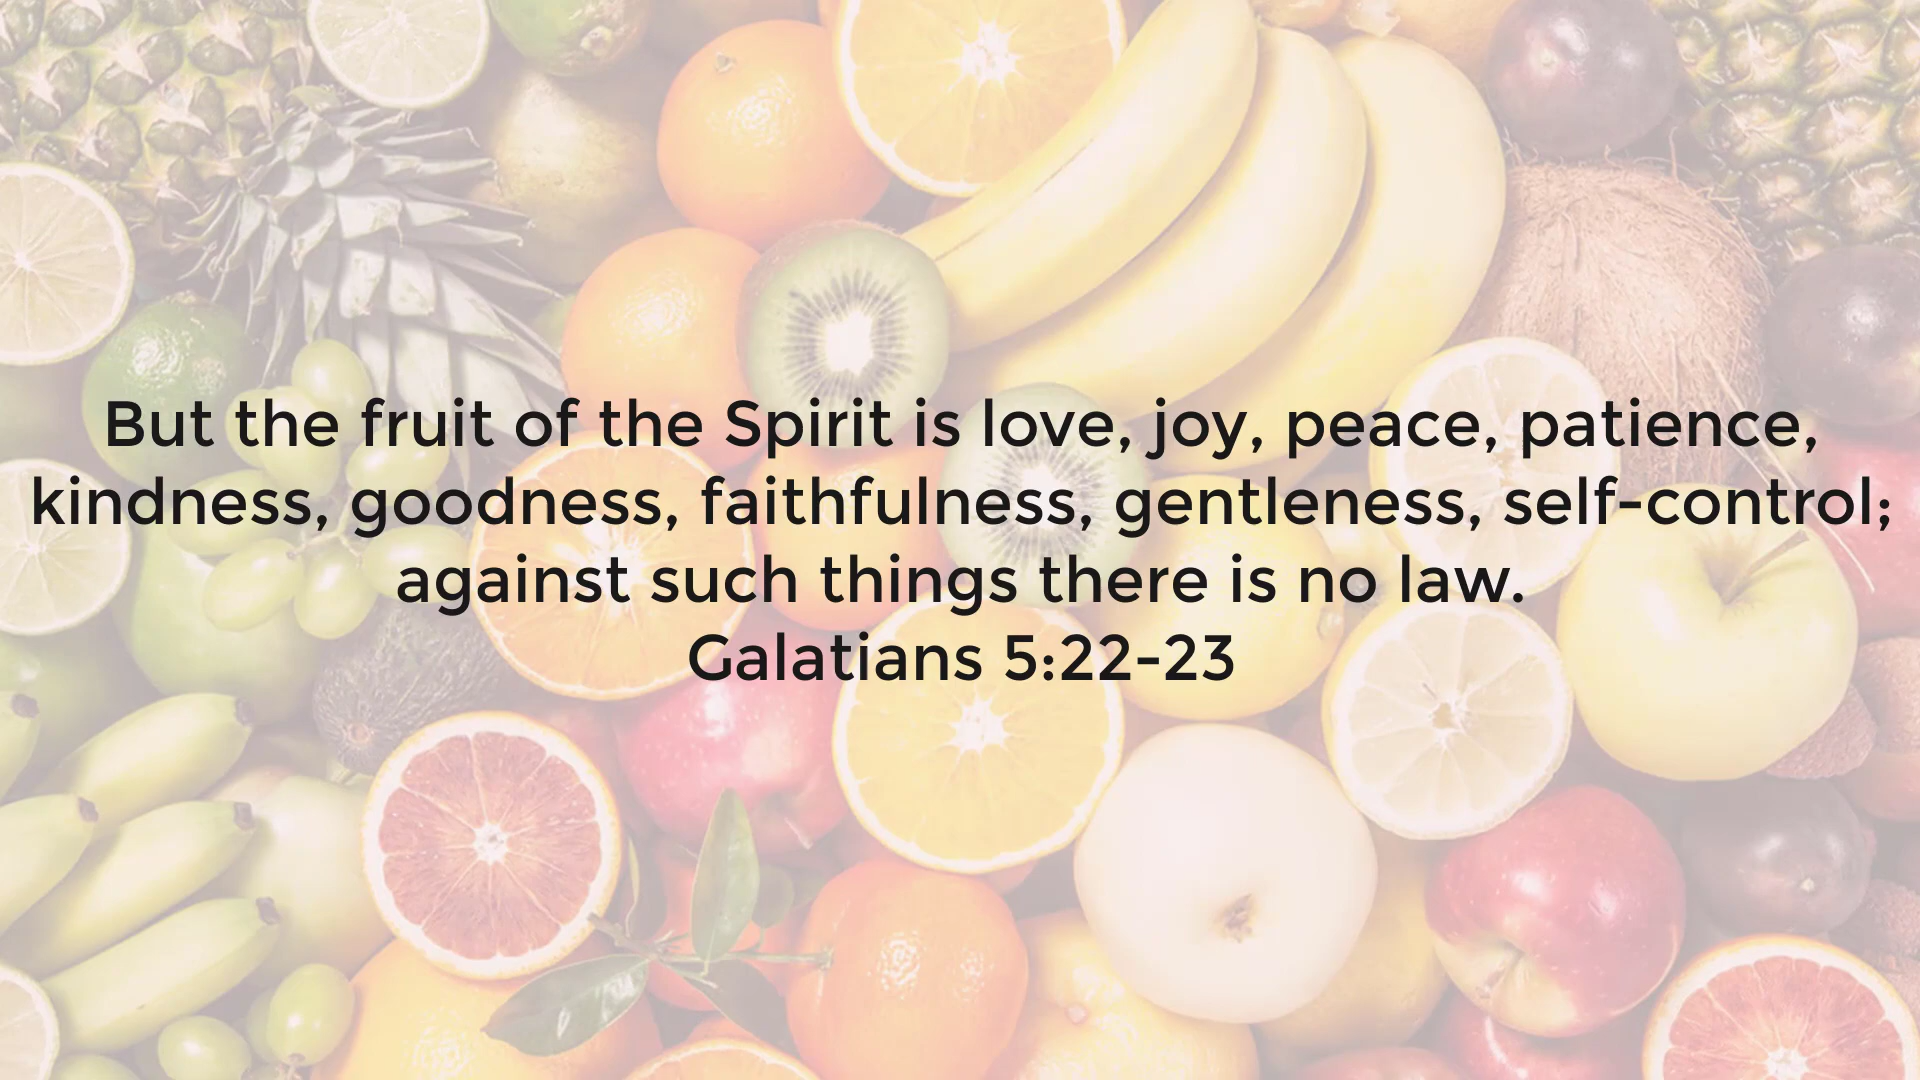 But the fruit of the Spirit is love, joy, peace, patience,
kindness, goodness, faithfulness, gentleness, self-control;
against such things there is no law.
Galatians 5:22-23